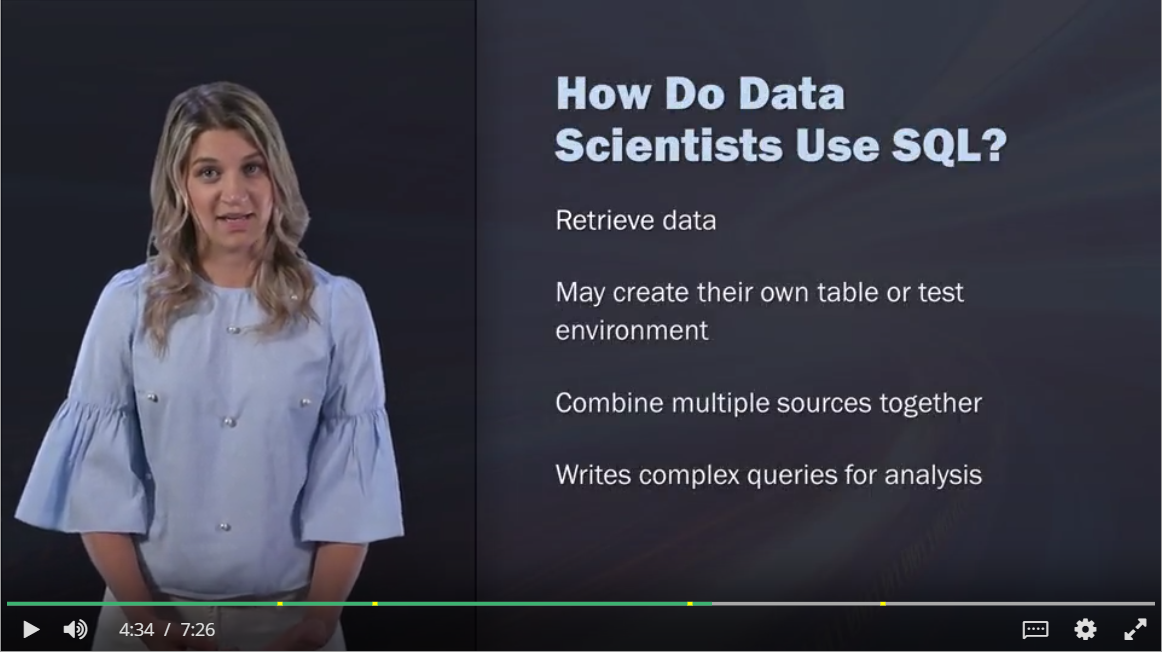 How Do Data
Scientists Use SQL?
Retrieve data
May create their own table or test
environment
Combine multiple sources together
Writes complex queries for analysis
4:34 / 7:26